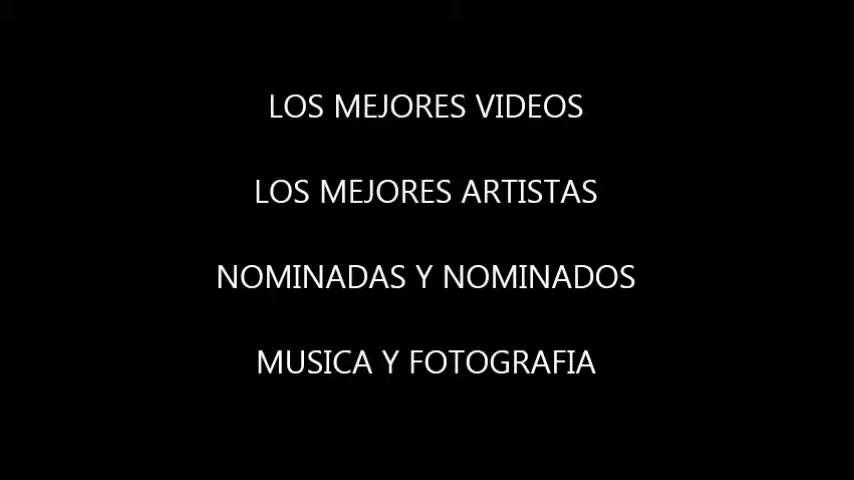 LOS MEJORES VIDEOS
LOS MEJORES ARTISTAS
NOMINADAS Y NOMINADOS
MUSICA Y FOTOGRAFIA